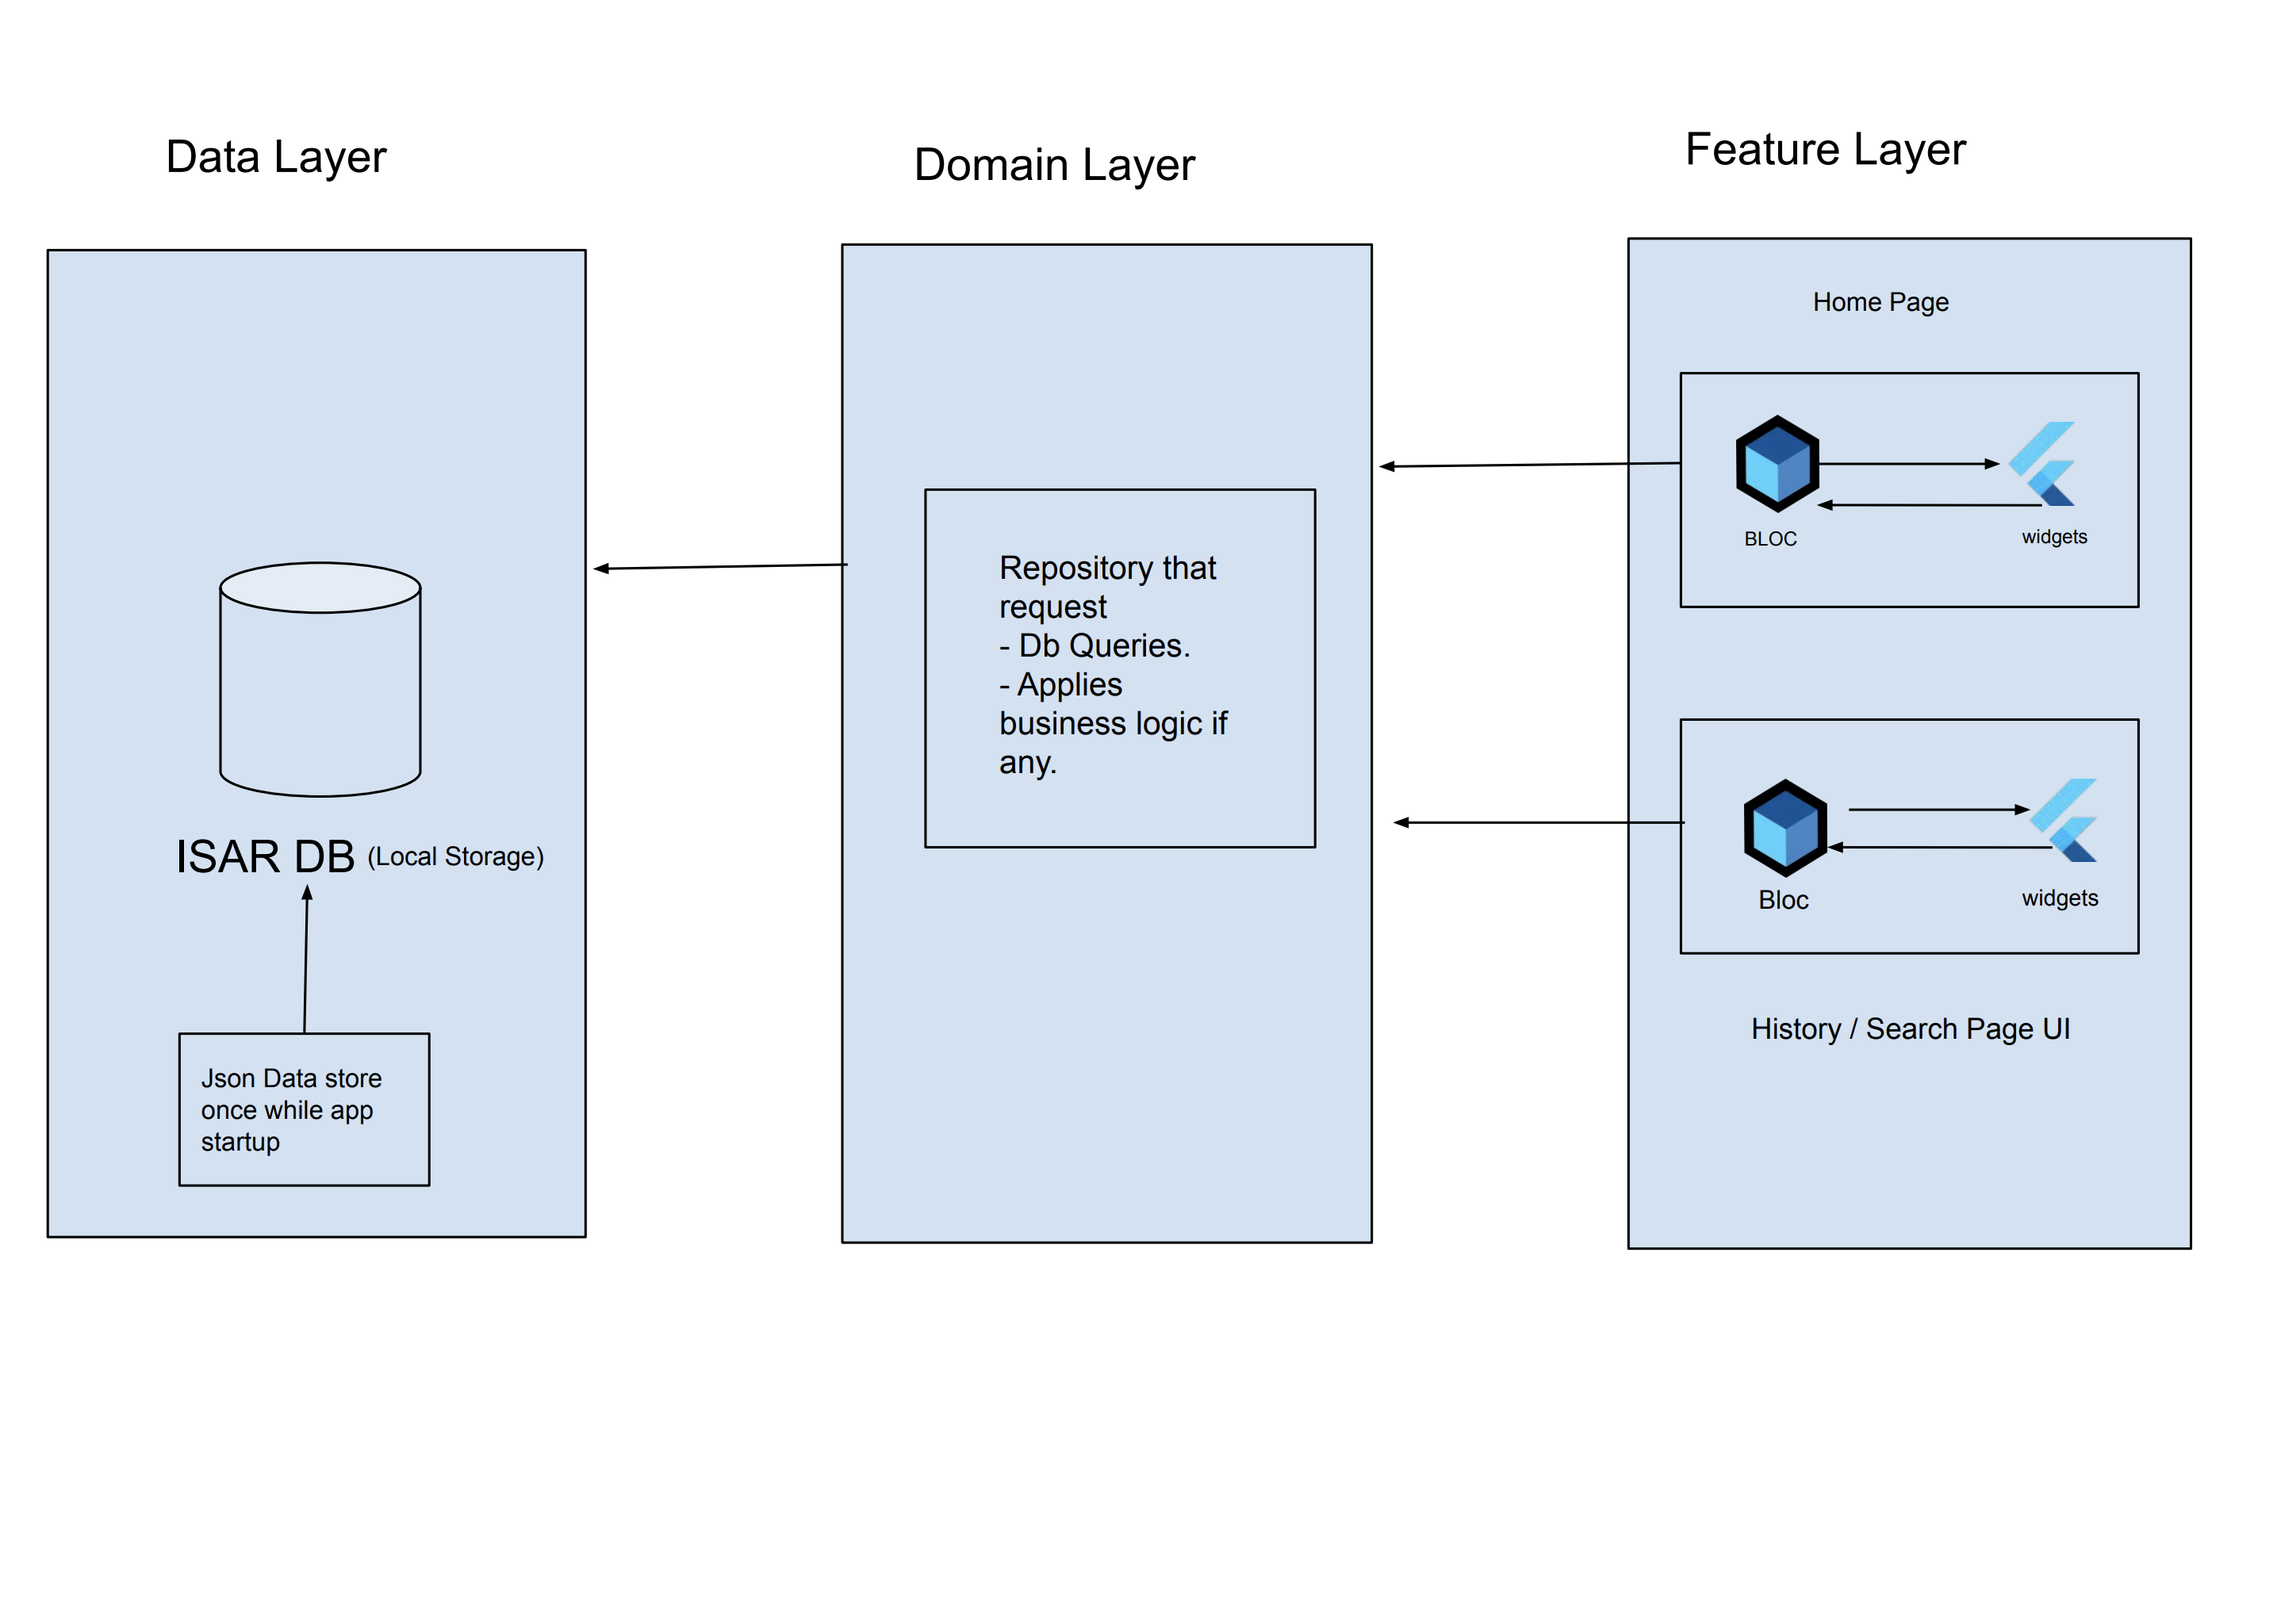 Data Layer
Domain Layer
Feature Layer
ISAR DB (Local Storage)
Json Data store
once while app
startup
Repository that
request
- Db Queries.
- Applies
business logic if
any.
Home Page
BLOC
widgets
Bloc
widgets
History / Search Page UI